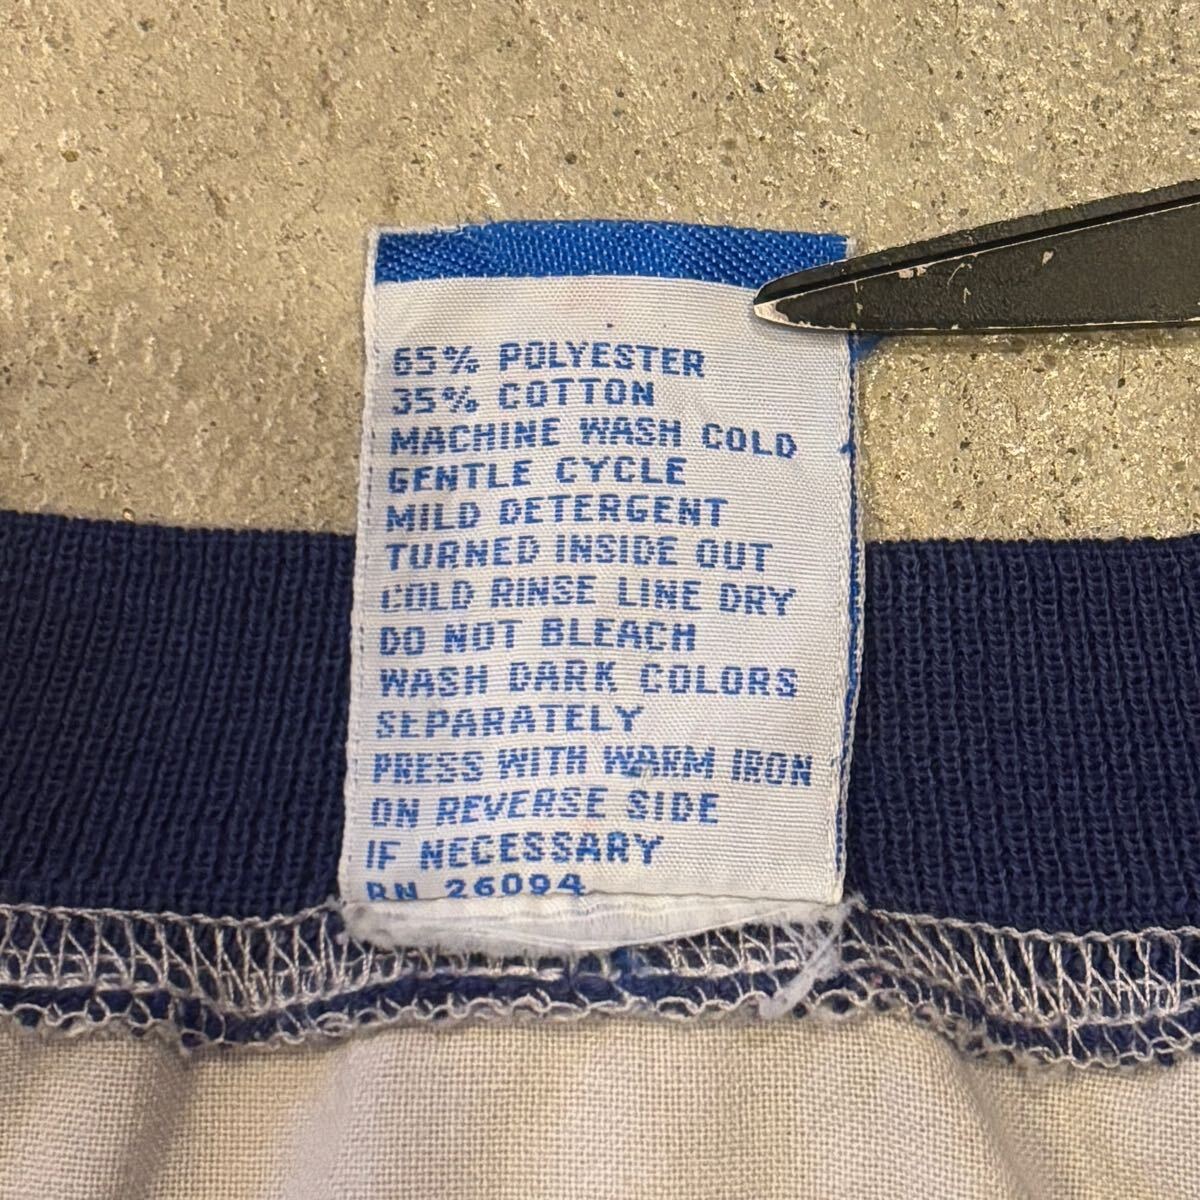 65% POLYESTER
35% COTTON
MACHINE WASH COLD
GENTLE CYCLE
MILD DETERGENT
TURNED INSIDE OUT
COLD RINSE LINE DRY
DO NOT BLEACH
WASH DARK COLORS
SEPARATELY
PRESS WITH WARM IRON
ON REVERSE SIDE
IF NECESSARY
RN 26094